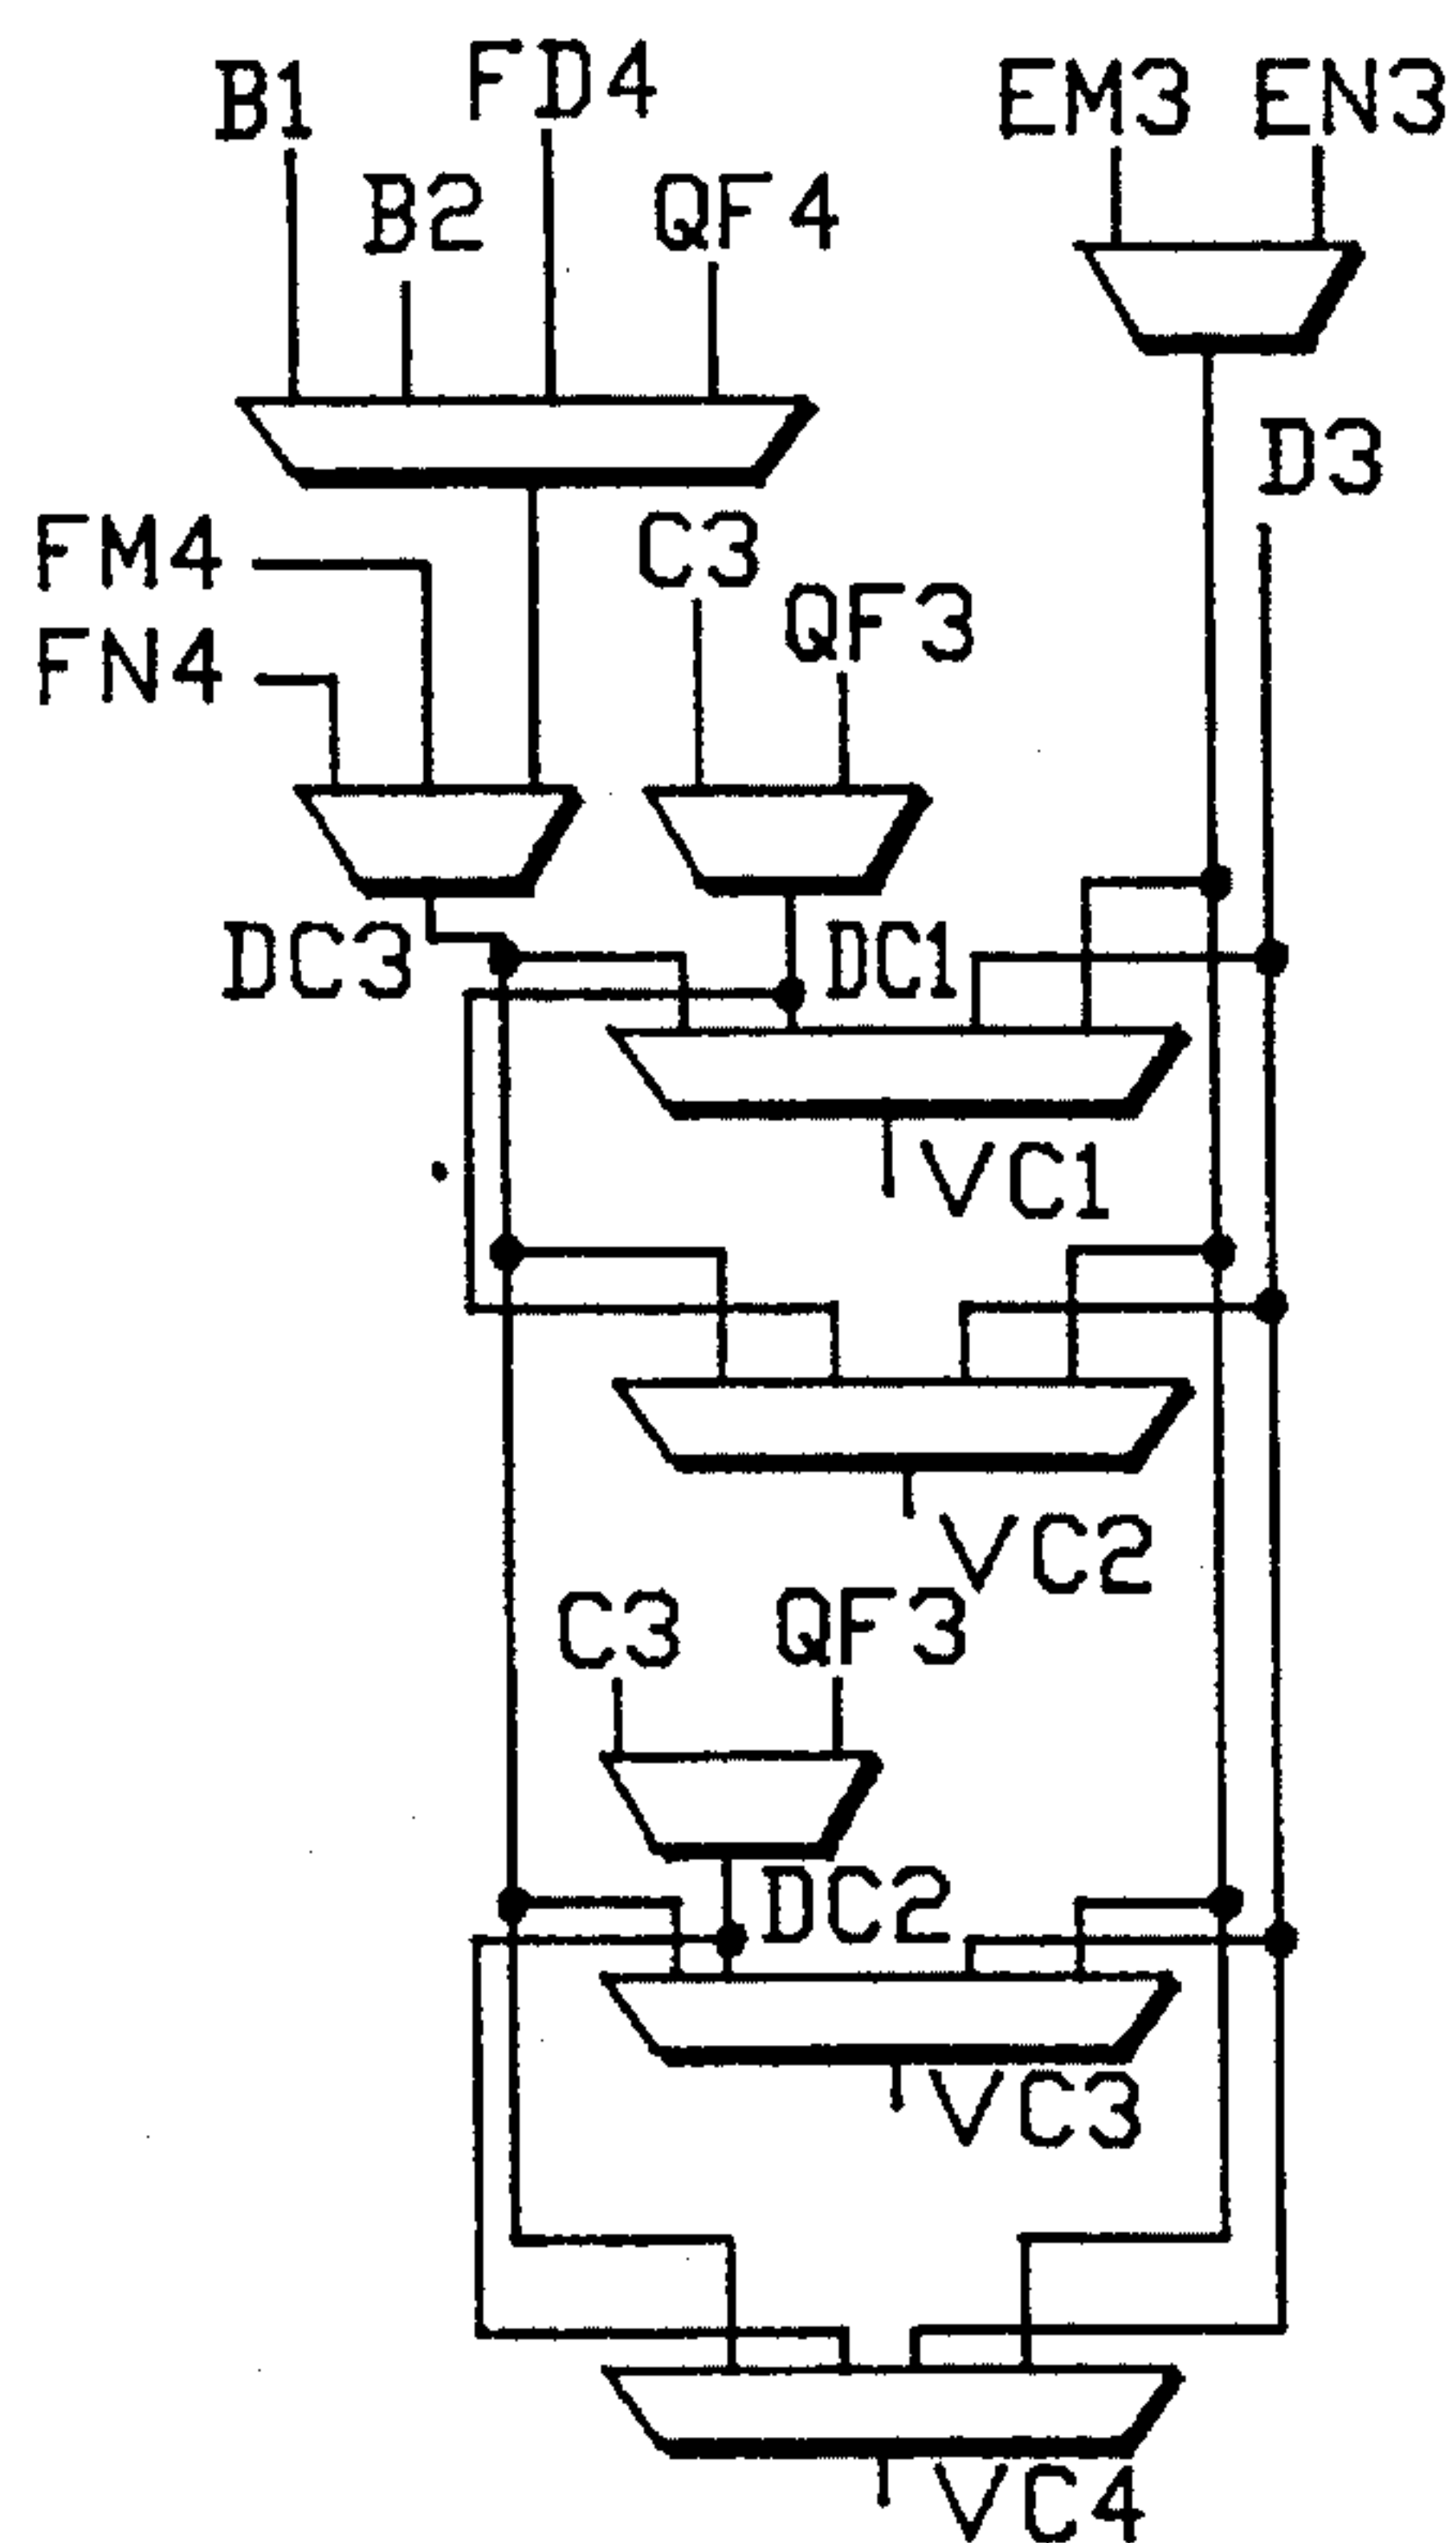 B1
FD4
EM3
EN3
B2
QF4
D3
FM4
C3
QF3
FN4
DC3
DC1
VC1
VC2
C3
QF3
DC2
VC3
VC4